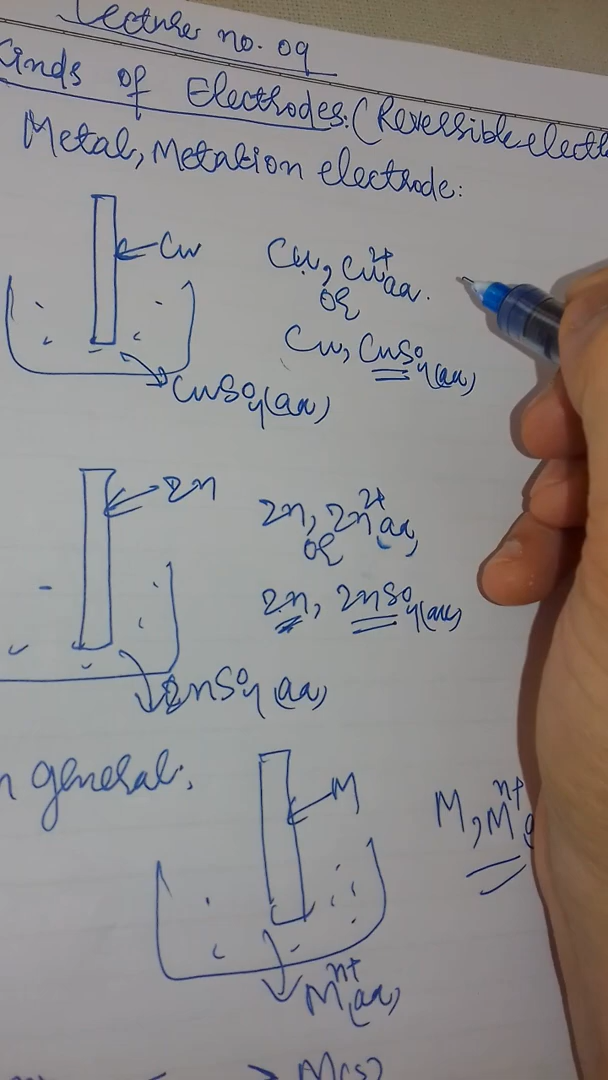 Lecture no. 09
Kinds of Electrodes:(Reversible elect
Metal, Metal ion electrode:
Cu
Cu, Cu²⁺aq.
or
Cu, CuSO₄(aq)
CuSO₄(aq)
Zn
Zn, Zn²⁺aq,
or
Zn, ZnSO₄(aq)
ZnSO₄(aq)
n general:
M
M, Mⁿ⁺
Mⁿ⁺(aq)
M(s)